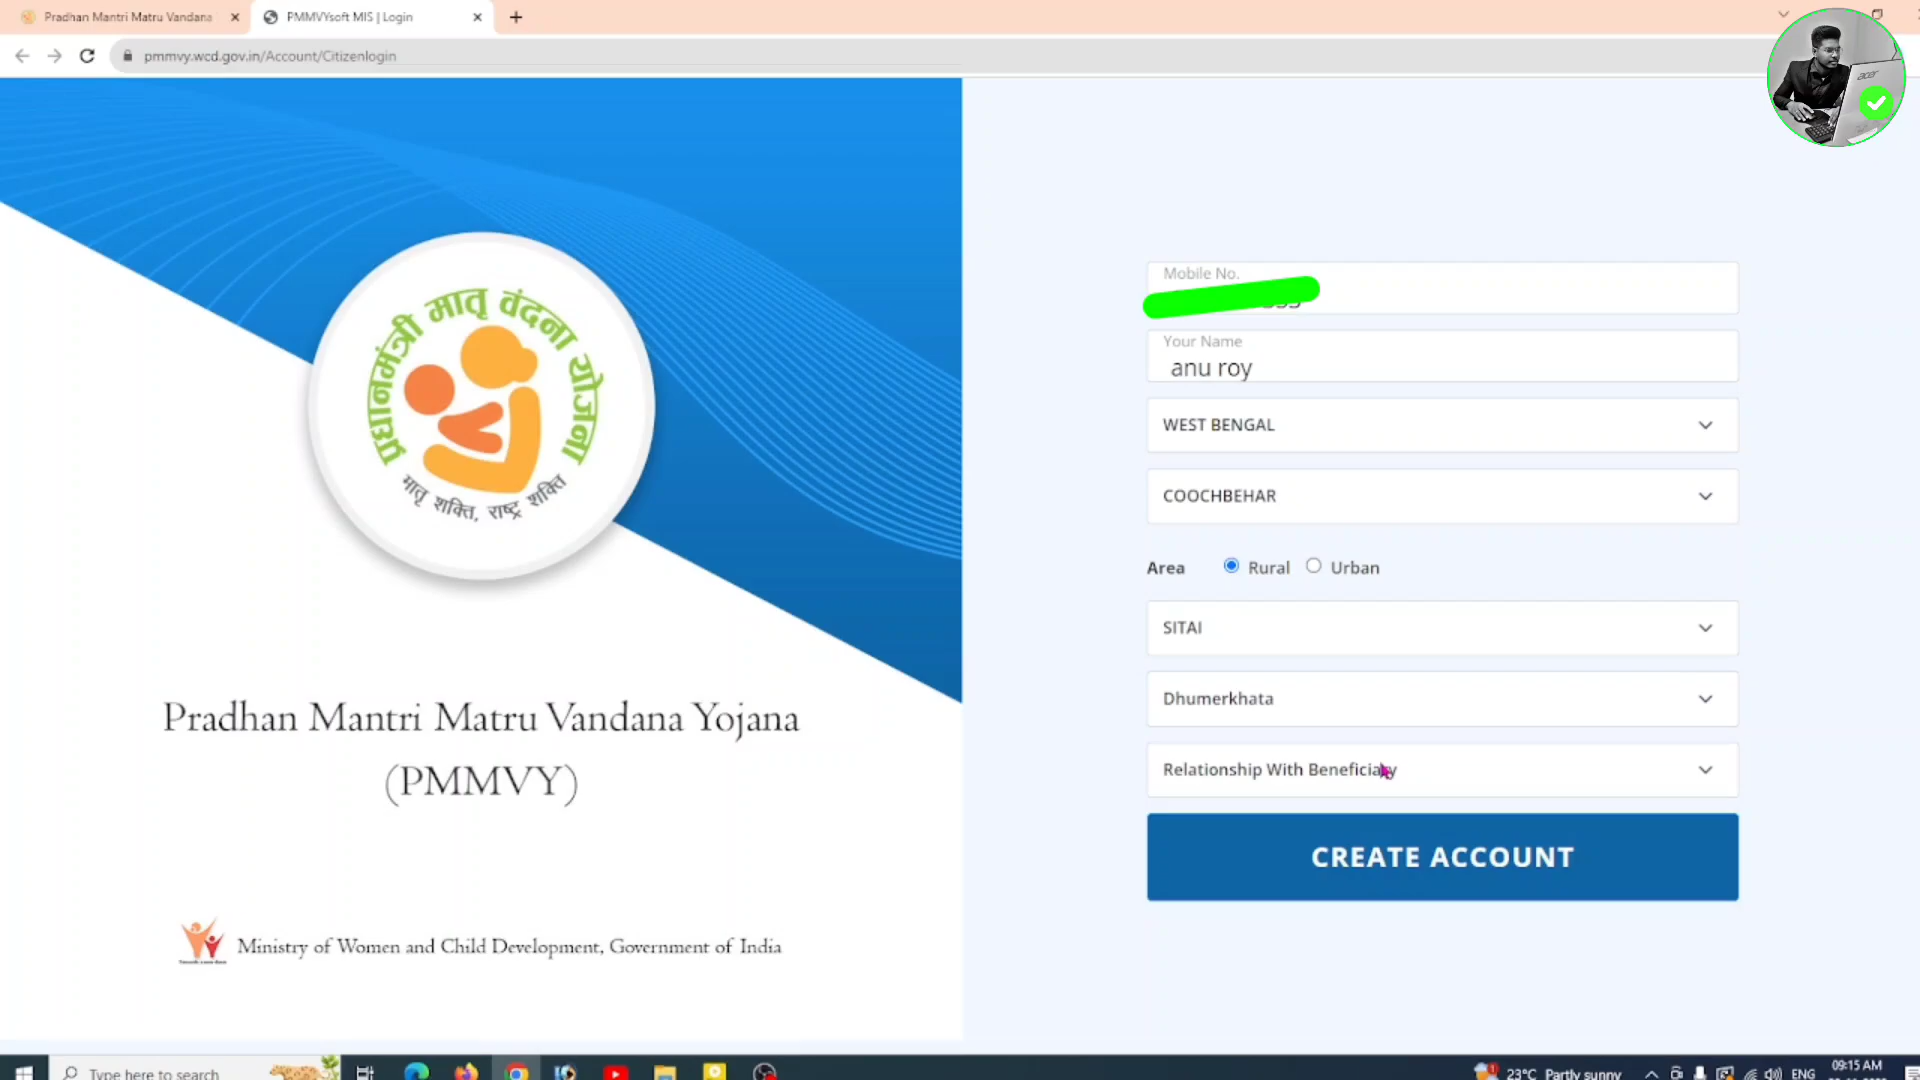 Pradhan Mantri Matru Vandana
PMMVYsoft MIS | Login
pmmvy.wcd.gov.in/Account/Citizenlogin
acer
प्रधानमंत्री मातृ वंदना योजना
मातृ शक्ति, राष्ट्र शक्ति
Pradhan Mantri Matru Vandana Yojana
(PMMVY)
Ministry of Women and Child Development, Government of India
Mobile No.
Your Name
anu roy
WEST BENGAL
COOCHBEHAR
Area Rural Urban
SITAI
Dhumerkhata
Relationship With Beneficiary
CREATE ACCOUNT
Type here to search
23°C Partly sunny
ENG
09:15 AM